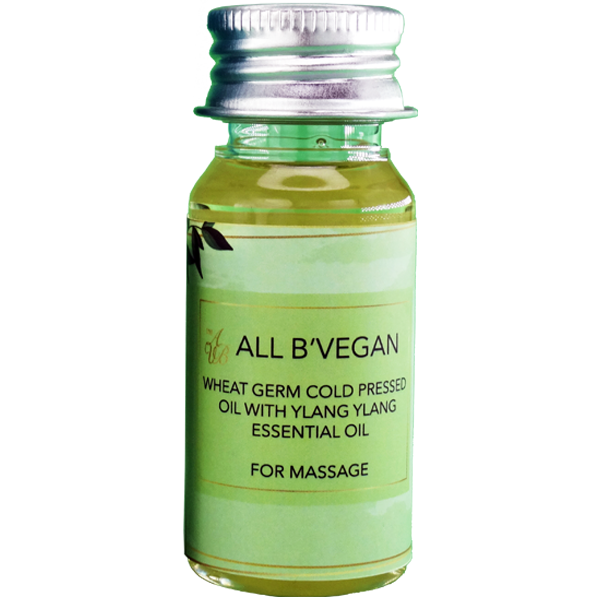 ALL B'VEGAN
WHEAT GERM COLD PRESSED
OIL WITH YLANG YLANG
ESSENTIAL OIL
FOR MASSAGE